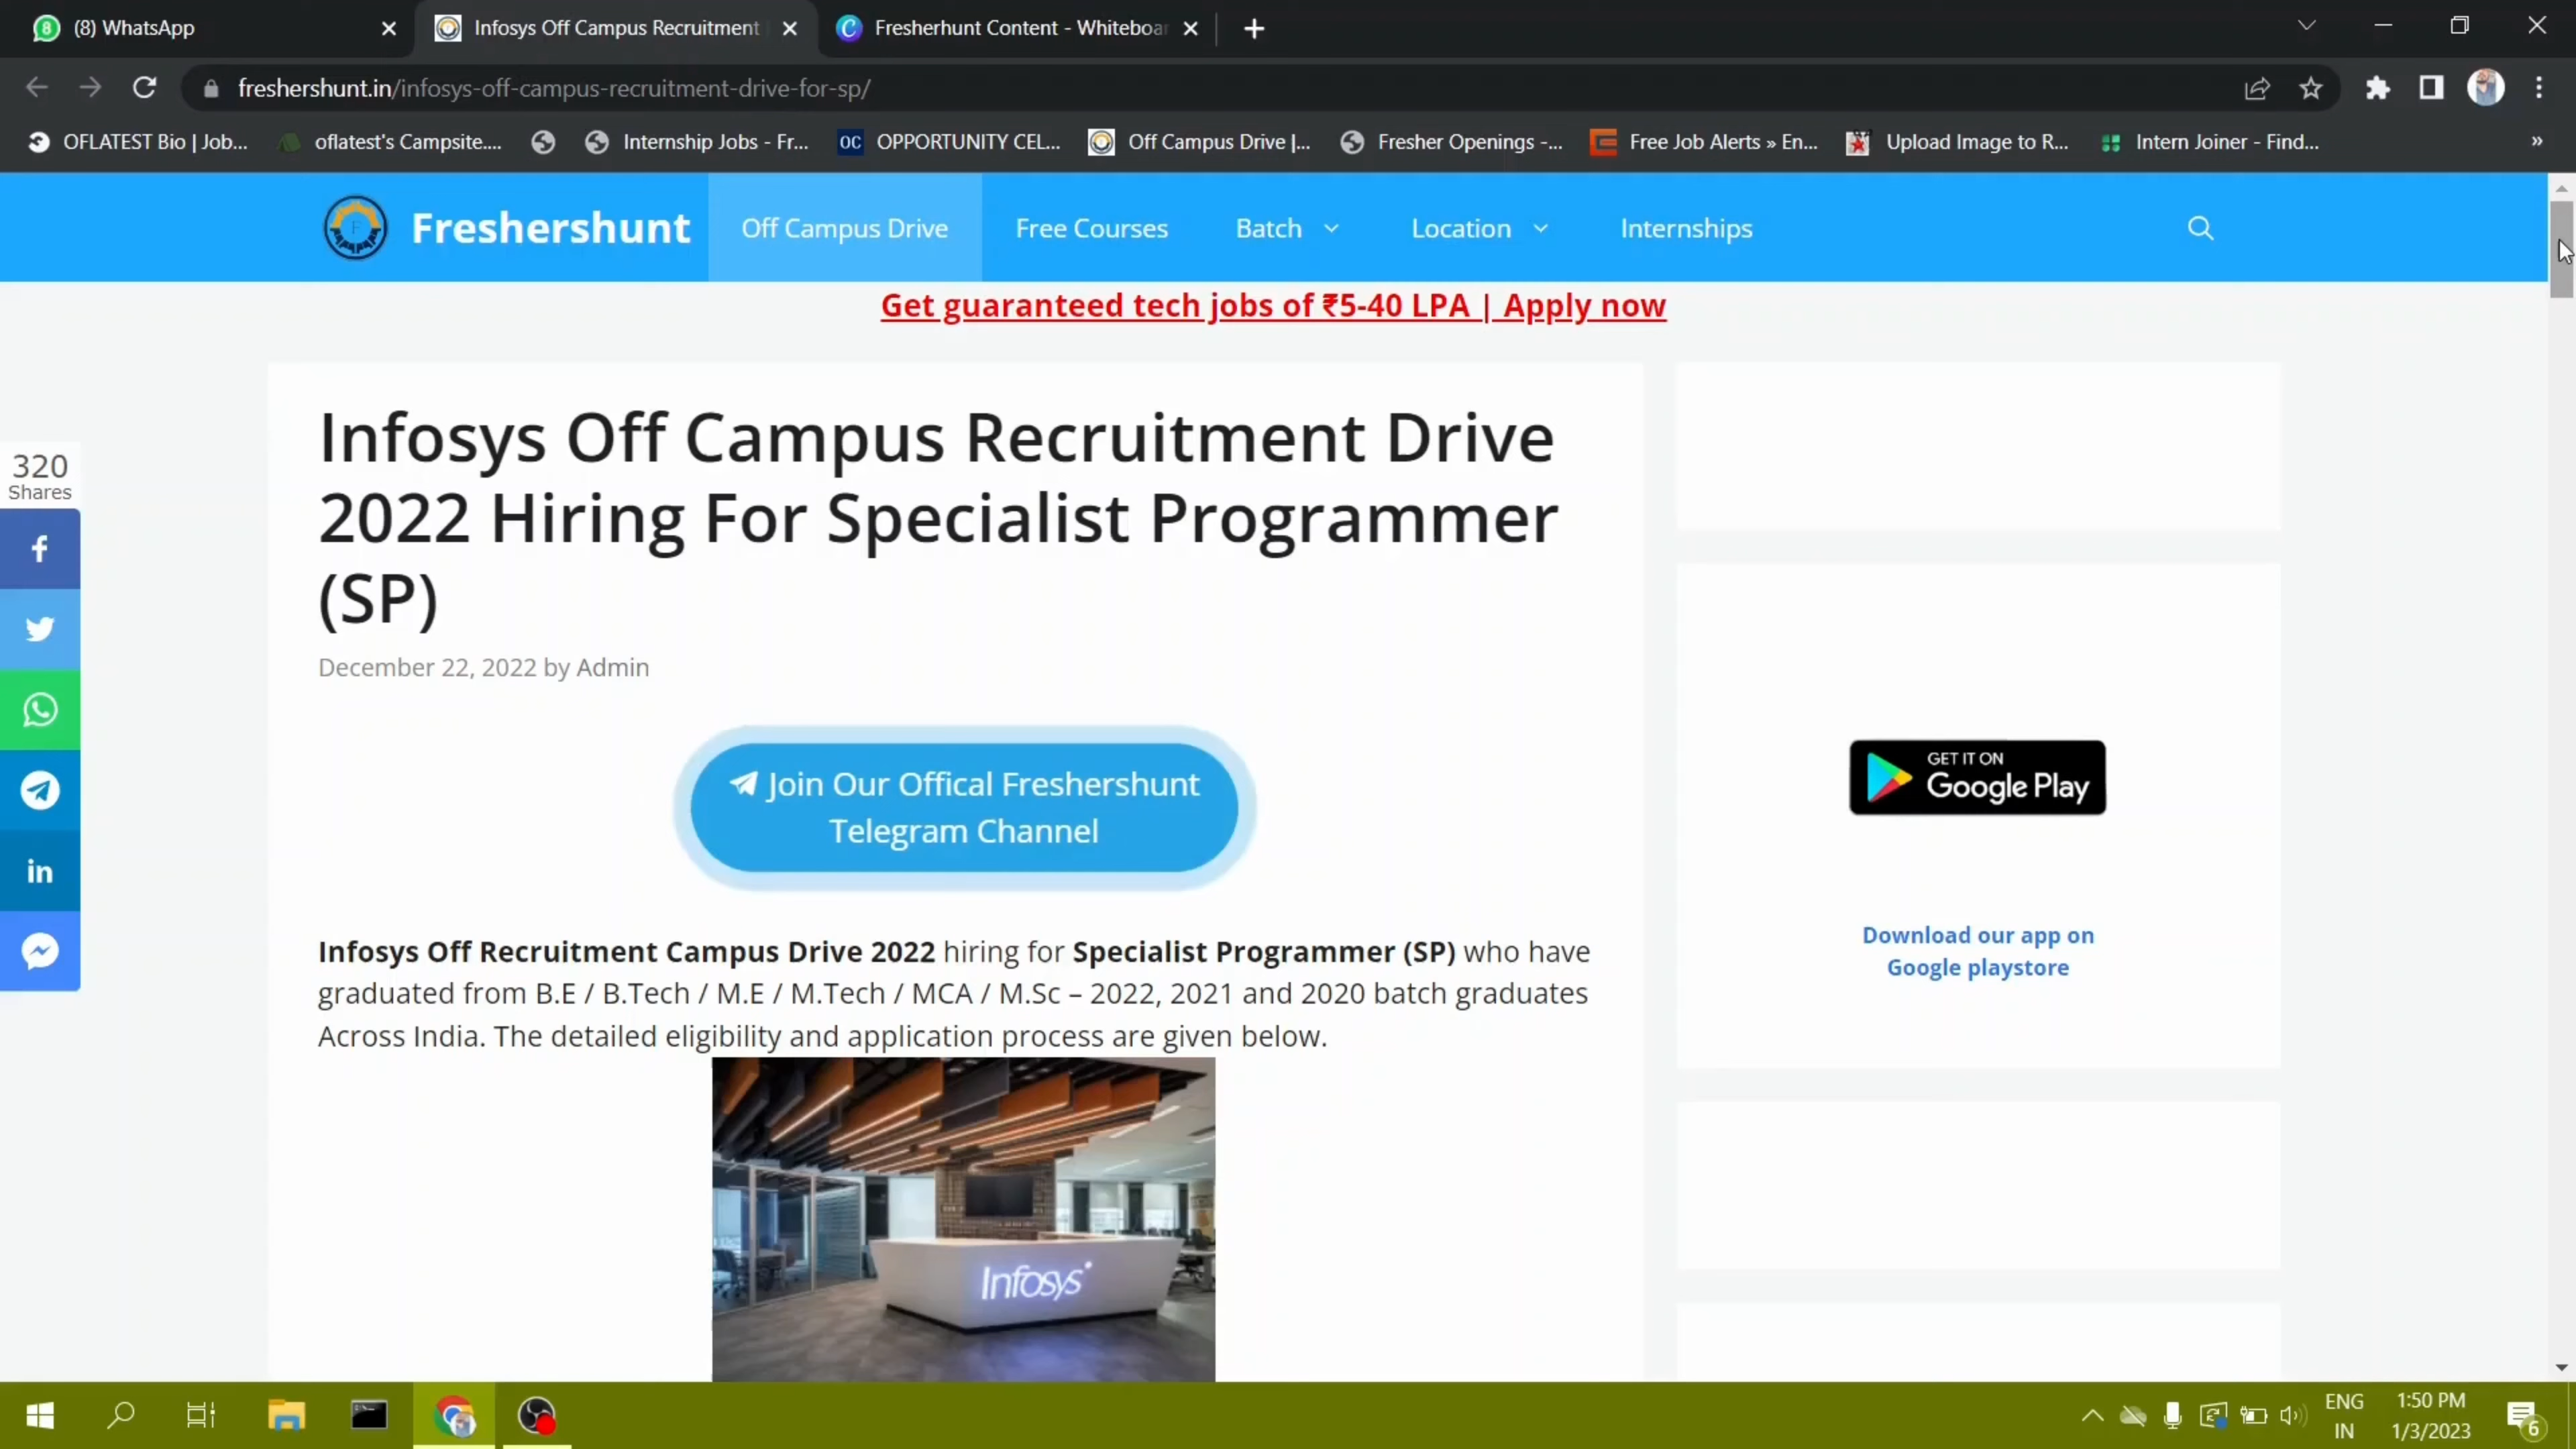 (8) WhatsApp
Infosys Off Campus Recruitment
Fresherhunt Content - Whiteboar
freshershunt.in/infosys-off-campus-recruitment-drive-for-sp/
OFLATEST Bio | Job...
oflatest's Campsite....
Internship Jobs - Fr...
OC OPPORTUNITY CEL...
Off Campus Drive |...
Fresher Openings -...
Free Job Alerts » En...
Upload Image to R...
Intern Joiner - Find...
»
Freshershunt
Off Campus Drive
Free Courses
Batch
Location
Internships
Get guaranteed tech jobs of ₹5-40 LPA | Apply now
Infosys Off Campus Recruitment Drive
2022 Hiring For Specialist Programmer
(SP)
December 22, 2022 by Admin
320
Shares
Join Our Offical Freshershunt
Telegram Channel
GET IT ON
Google Play
Download our app on
Google playstore
Infosys Off Recruitment Campus Drive 2022 hiring for Specialist Programmer (SP) who have
graduated from B.E / B.Tech / M.E / M.Tech / MCA / M.Sc – 2022, 2021 and 2020 batch graduates
Across India. The detailed eligibility and application process are given below.
Infosys
ENG
IN
1:50 PM
1/3/2023
6